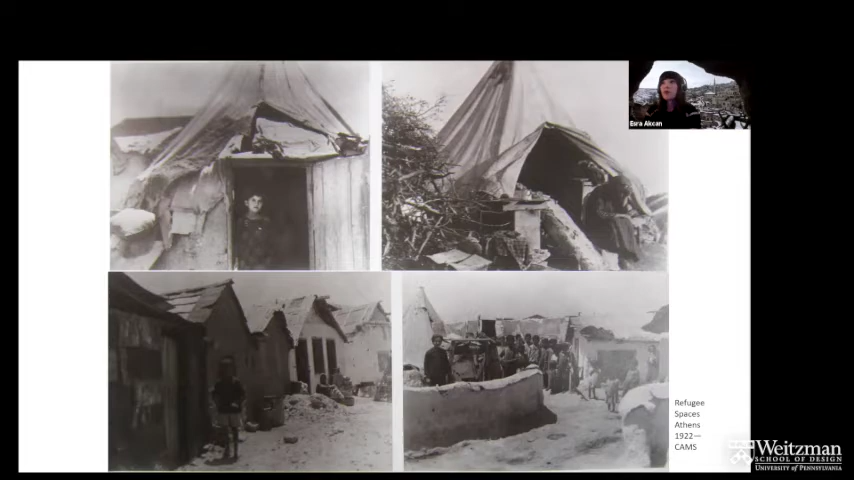 Esra Akcan
Refugee
Spaces
Athens
1922—
CAMS
Weitzman
SCHOOL OF DESIGN
UNIVERSITY of PENNSYLVANIA